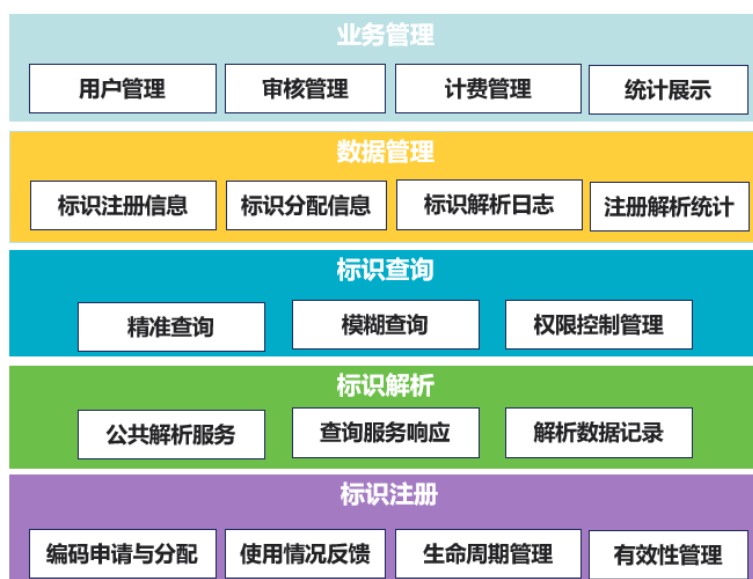 业务管理
用户管理 审核管理 计费管理 统计展示
数据管理
标识注册信息 标识分配信息 标识解析日志 注册解析统计
标识查询
精准查询 模糊查询 权限控制管理
标识解析
公共解析服务 查询服务响应 解析数据记录
标识注册
编码申请与分配 使用情况反馈 生命周期管理 有效性管理